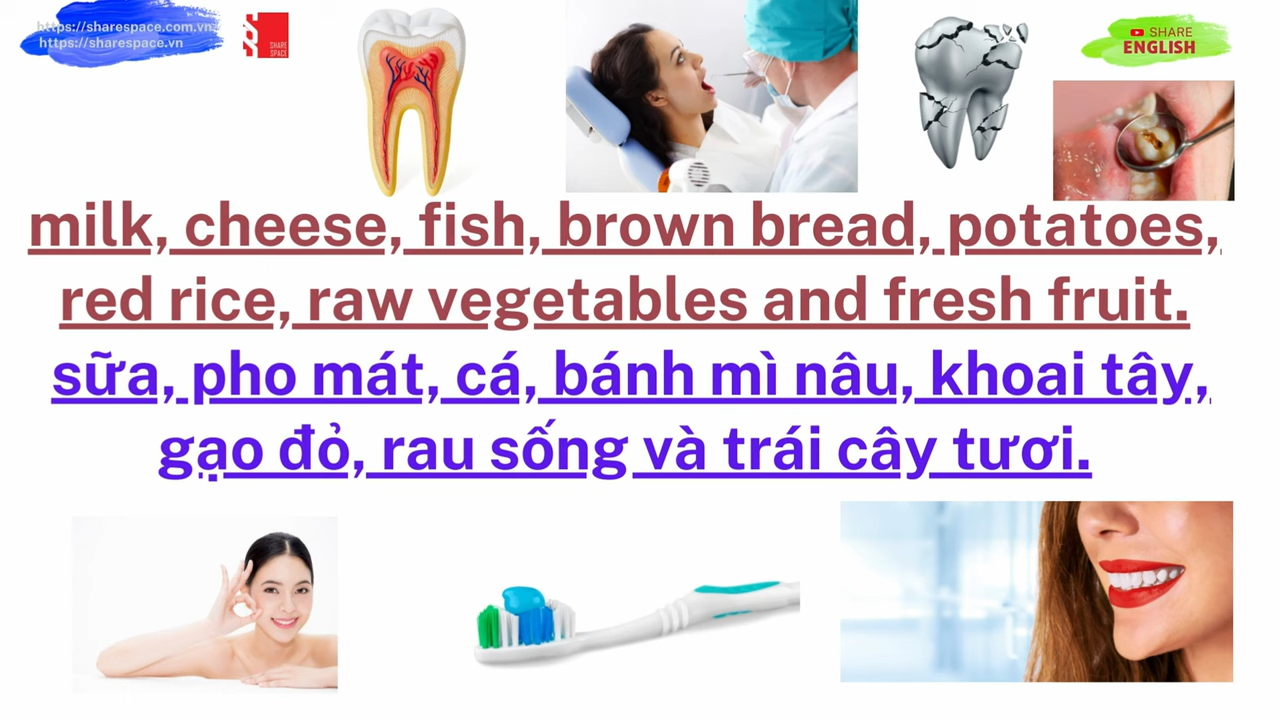 https://sharespace.com.vn
https://sharespace.vn
SHARE
SPACE
SHARE
ENGLISH
milk, cheese, fish, brown bread, potatoes,
red rice, raw vegetables and fresh fruit.
sữa, pho mát, cá, bánh mì nâu, khoai tây,
gạo đỏ, rau sống và trái cây tươi.